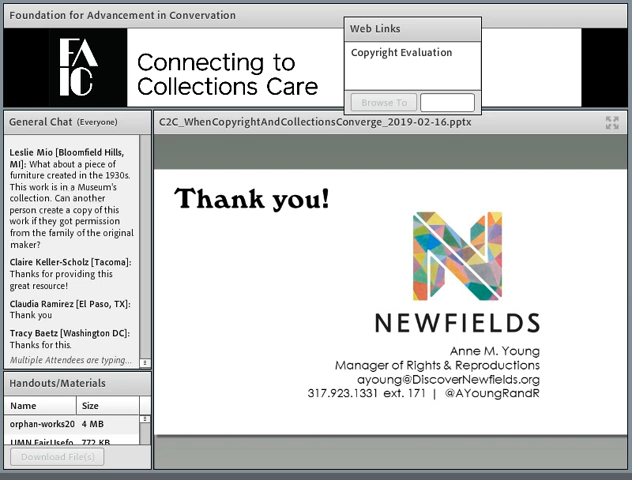 Foundation for Advancement in Convervation
Web Links
Copyright Evaluation
Browse To
FA
IC
Connecting to
Collections Care
General Chat (Everyone)
Leslie Mio [Bloomfield Hills,
MI]: What about a piece of
furniture created in the 1930s.
This work is in a Museum's
collection. Can another
person create a copy of this
work if they got permission
from the family of the original
maker?
Claire Keller-Scholz [Tacoma]:
Thanks for providing this
great resource!
Claudia Ramirez [El Paso, TX]:
Thank you
Tracy Baetz [Washington DC]:
Thanks for this.
Multiple Attendees are typing...
Handouts/Materials
Name Size
orphan-works20 4 MB
UMN FairUsefo 772 KB
Download File(s)
C2C_WhenCopyrightAndCollectionsConverge_2019-02-16.pptx
Thank you!
N
NEWFIELDS
Anne M. Young
Manager of Rights & Reproductions
ayoung@DiscoverNewfields.org
317.923.1331 ext. 171 | @AYoungRandR